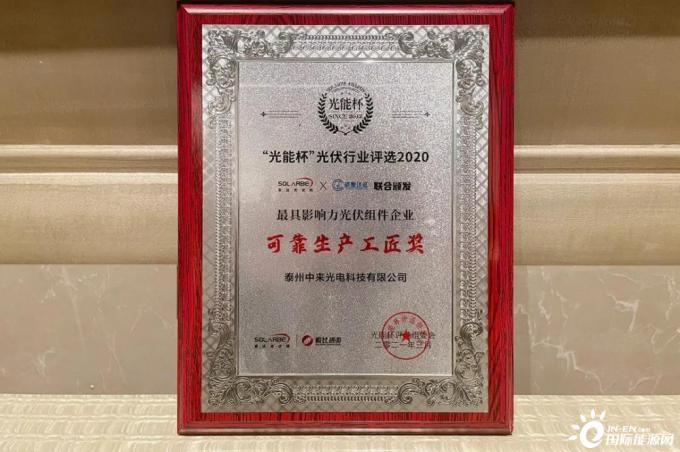 光能杯
SINCE 2012
“光能杯”光伏行业评选2020
SOLARBE × 联合颁发
最具影响力光伏组件企业
可靠生产工匠奖
泰州中来光电科技有限公司
SOLARBE
光能杯评选组委会
二零二一年三月
IN-EN.com
国际能源网